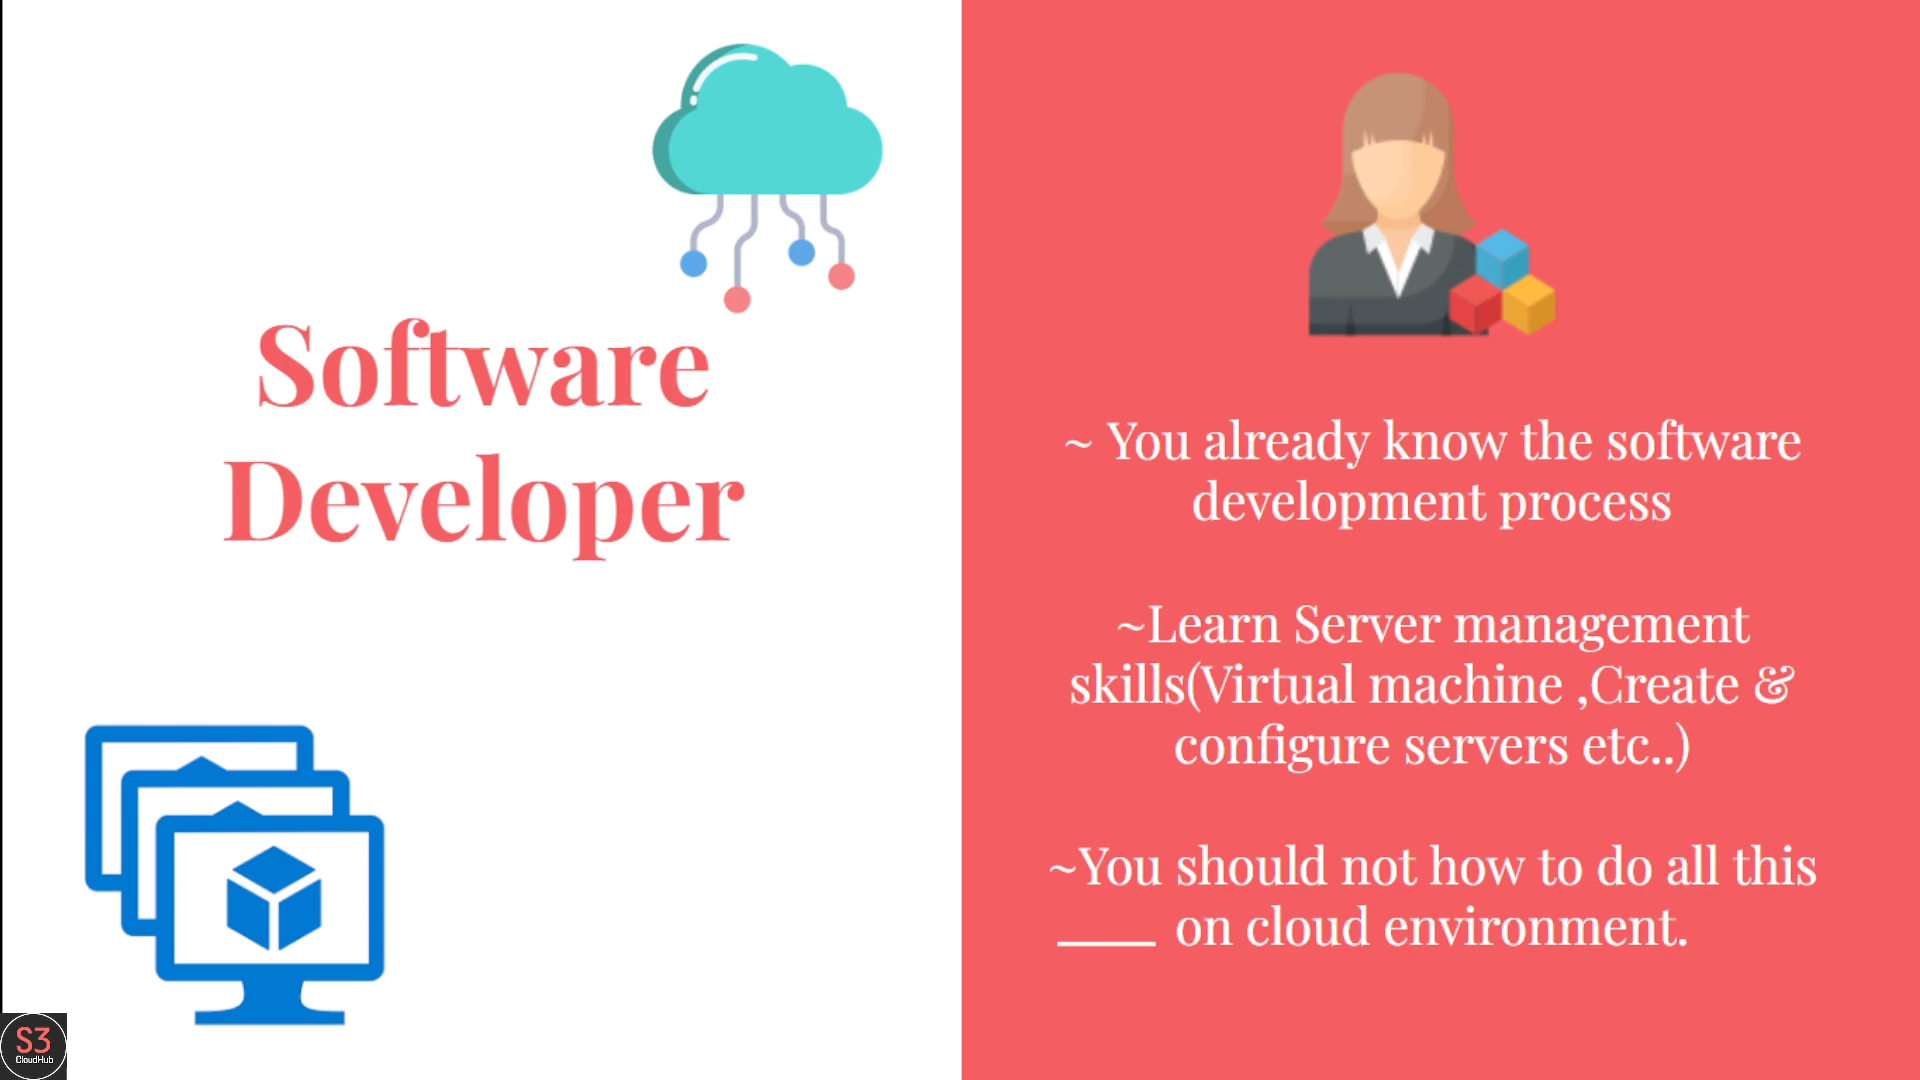 Software
Developer
~ You already know the software
development process
~Learn Server management
skills(Virtual machine ,Create &
configure servers etc..)
~You should not how to do all this
on cloud environment.
S3
CloudHub